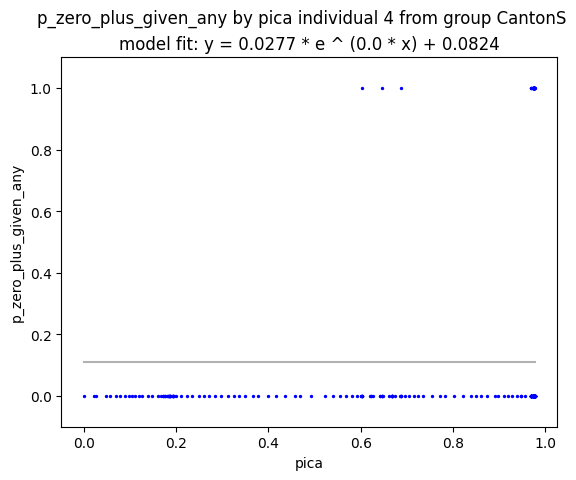 p_zero_plus_given_any by pica individual 4 from group CantonS
model fit: y = 0.0277 * e ^ (0.0 * x) + 0.0824
1.0
0.8
0.6
0.4
0.2
0.0
p_zero_plus_given_any
0.0 0.2 0.4 0.6 0.8 1.0
pica